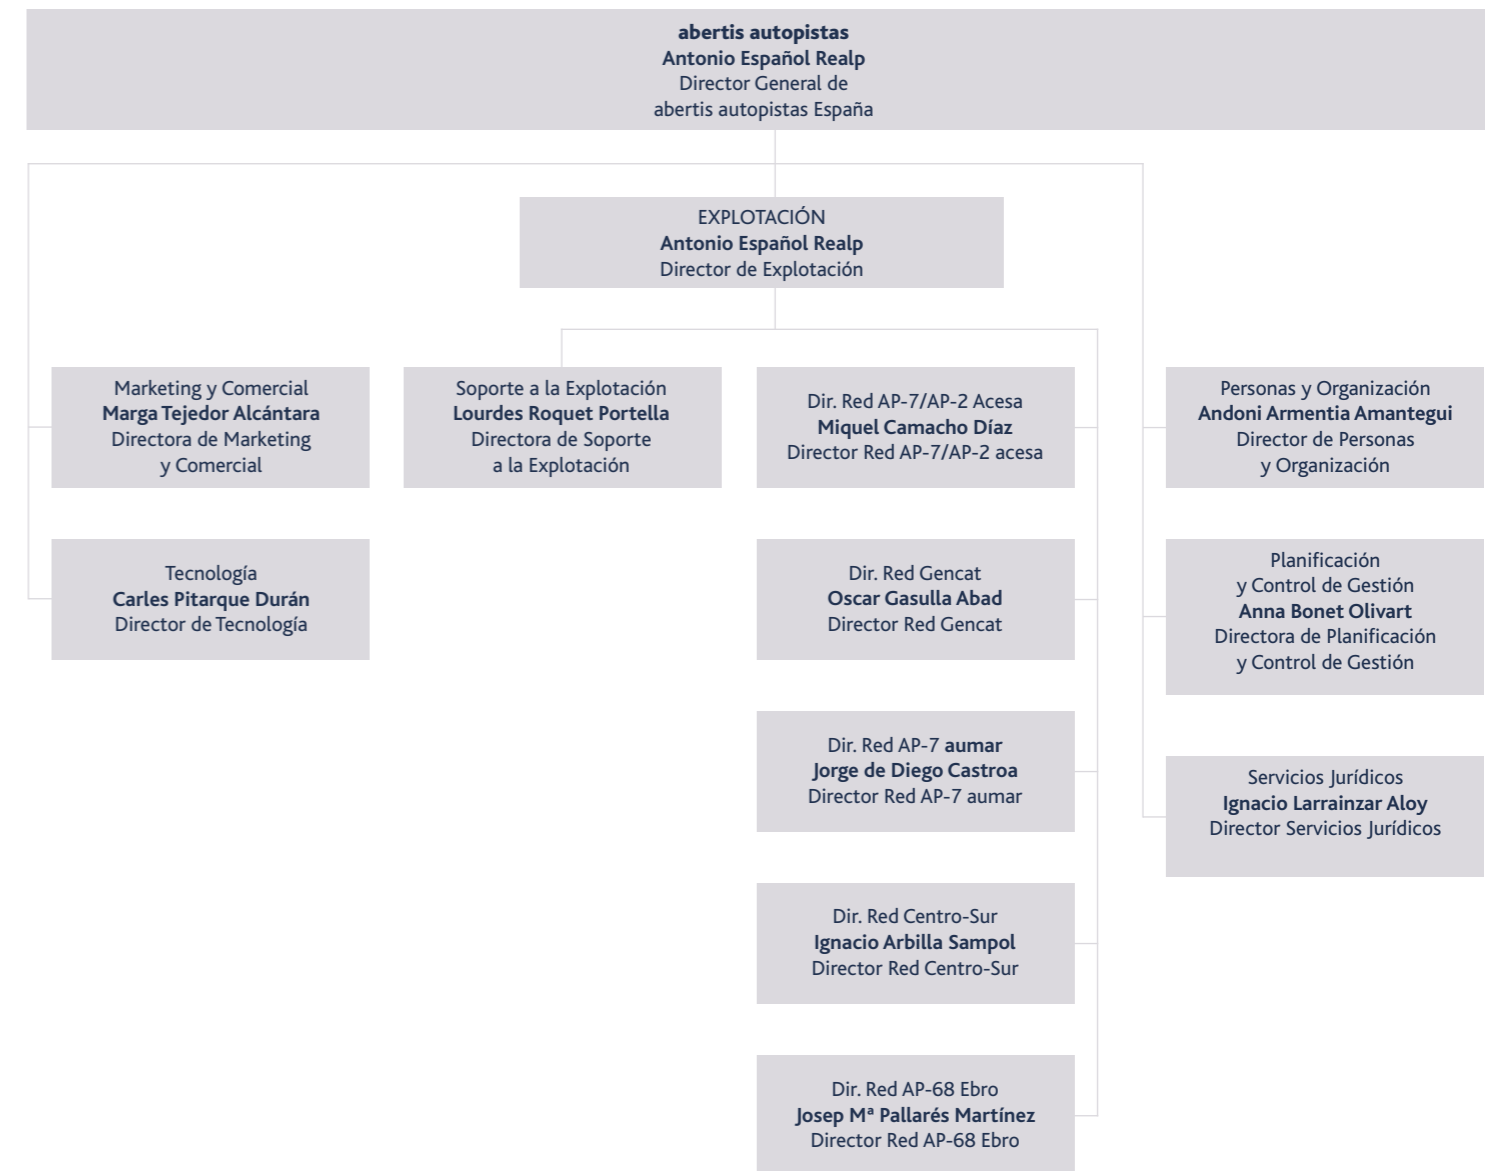 abertis autopistas
Antonio Español Realp
Director General de
abertis autopistas España
EXPLOTACIÓN
Antonio Español Realp
Director de Explotación
Marketing y Comercial
Marga Tejedor Alcántara
Directora de Marketing
y Comercial
Soporte a la Explotación
Lourdes Roquet Portella
Directora de Soporte
a la Explotación
Dir. Red AP-7/AP-2 Acesa
Miquel Camacho Díaz
Director Red AP-7/AP-2 acesa
Personas y Organización
Andoni Armentia Amantegui
Director de Personas
y Organización
Tecnología
Carles Pitarque Durán
Director de Tecnología
Dir. Red Gencat
Oscar Gasulla Abad
Director Red Gencat
Planificación
y Control de Gestión
Anna Bonet Olivart
Directora de Planificación
y Control de Gestión
Dir. Red AP-7 aumar
Jorge de Diego Castroa
Director Red AP-7 aumar
Servicios Jurídicos
Ignacio Larrainzar Aloy
Director Servicios Jurídicos
Dir. Red Centro-Sur
Ignacio Arbilla Sampol
Director Red Centro-Sur
Dir. Red AP-68 Ebro
Josep Mª Pallarés Martínez
Director Red AP-68 Ebro